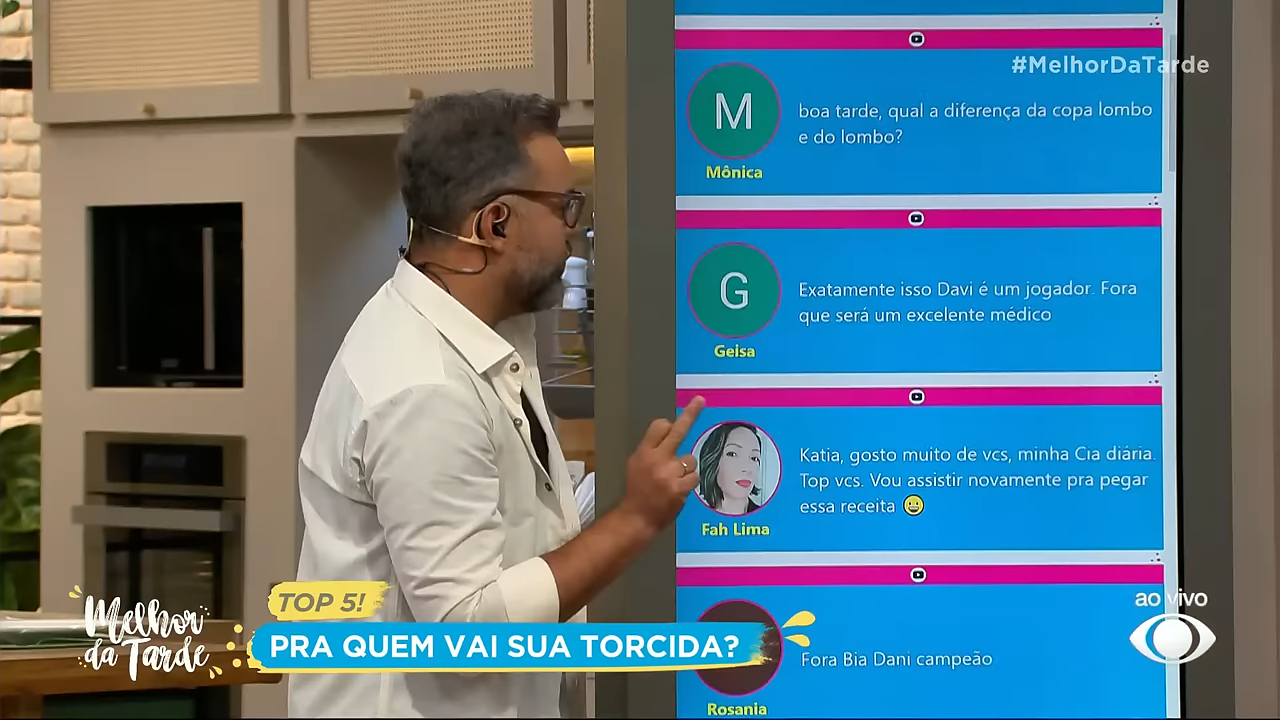 #MelhorDaTarde
M
boa tarde, qual a diferença da copa lombo
e do lombo?
Mônica
G
Exatamente isso Davi é um jogador. Fora
que será um excelente médico
Geisa
Katia, gosto muito de vcs, minha Cia diária.
Top vcs. Vou assistir novamente pra pegar
essa receita 😀
Fah Lima
Fora Bia Dani campeão
Rosania
Melhor
da Tarde
TOP 5!
PRA QUEM VAI SUA TORCIDA?
ao vivo